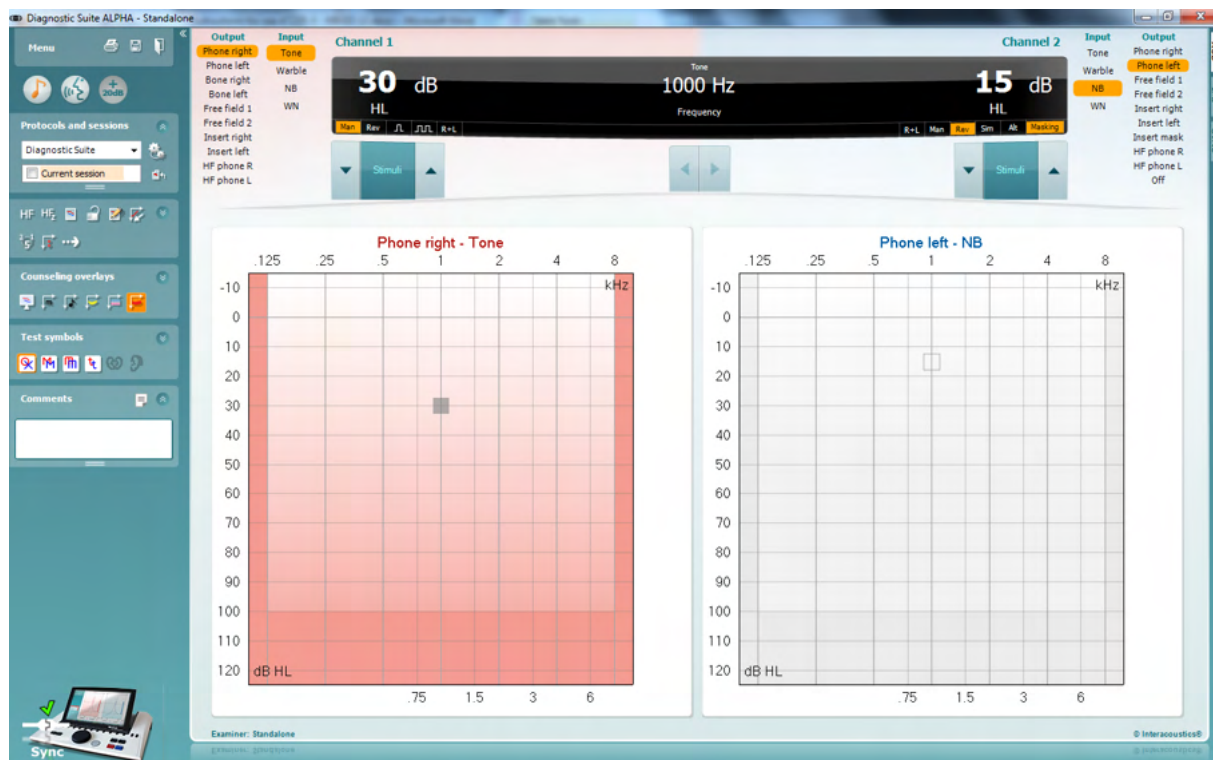 Diagnostic Suite ALPHA - Standalone
Menu
+20dB
Protocols and sessions
Diagnostic Suite
Current session
HF
Counseling overlays
Test symbols
Comments
Sync
Output
Phone right
Phone left
Bone right
Bone left
Free field 1
Free field 2
Insert right
Insert left
HF phone R
HF phone L
Input
Tone
Warble
NB
WN
Channel 1
30 dB
HL
Man Rev R+L
Stimuli
Tone
1000 Hz
Frequency
Channel 2
15 dB
HL
R+L Man Rev Sim Alt Masking
Stimuli
Input
Tone
Warble
NB
WN
Output
Phone right
Phone left
Free field 1
Free field 2
Insert right
Insert left
Insert mask
HF phone R
HF phone L
Off
Phone right - Tone
.125 .25 .5 1 2 4 8
kHz
-10
0
10
20
30
40
50
60
70
80
90
100
110
120 dB HL
.75 1.5 3 6
Phone left - NB
.125 .25 .5 1 2 4 8
kHz
-10
0
10
20
30
40
50
60
70
80
90
100
110
120 dB HL
.75 1.5 3 6
Examiner: Standalone
© Interacoustics®